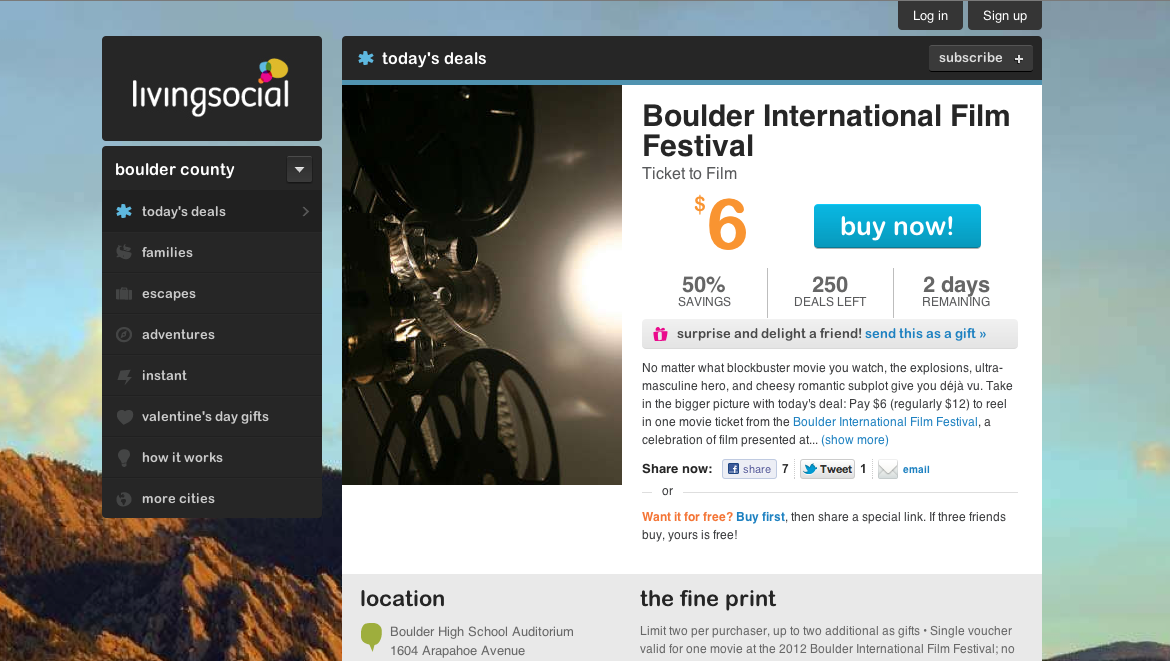 Log in
Sign up
livingsocial
boulder county
today's deals
families
escapes
adventures
instant
valentine's day gifts
how it works
more cities
today's deals
subscribe +
Boulder International Film
Festival
Ticket to Film
$6
buy now!
50%
SAVINGS
250
DEALS LEFT
2 days
REMAINING
surprise and delight a friend! send this as a gift »
No matter what blockbuster movie you watch, the explosions, ultra-
masculine hero, and cheesy romantic subplot give you déjà vu. Take
in the bigger picture with today's deal: Pay $6 (regularly $12) to reel
in one movie ticket from the Boulder International Film Festival, a
celebration of film presented at... (show more)
Share now: share 7 Tweet 1 email
or
Want it for free? Buy first, then share a special link. If three friends
buy, yours is free!
location
Boulder High School Auditorium
1604 Arapahoe Avenue
the fine print
Limit two per purchaser, up to two additional as gifts • Single voucher
valid for one movie at the 2012 Boulder International Film Festival; no